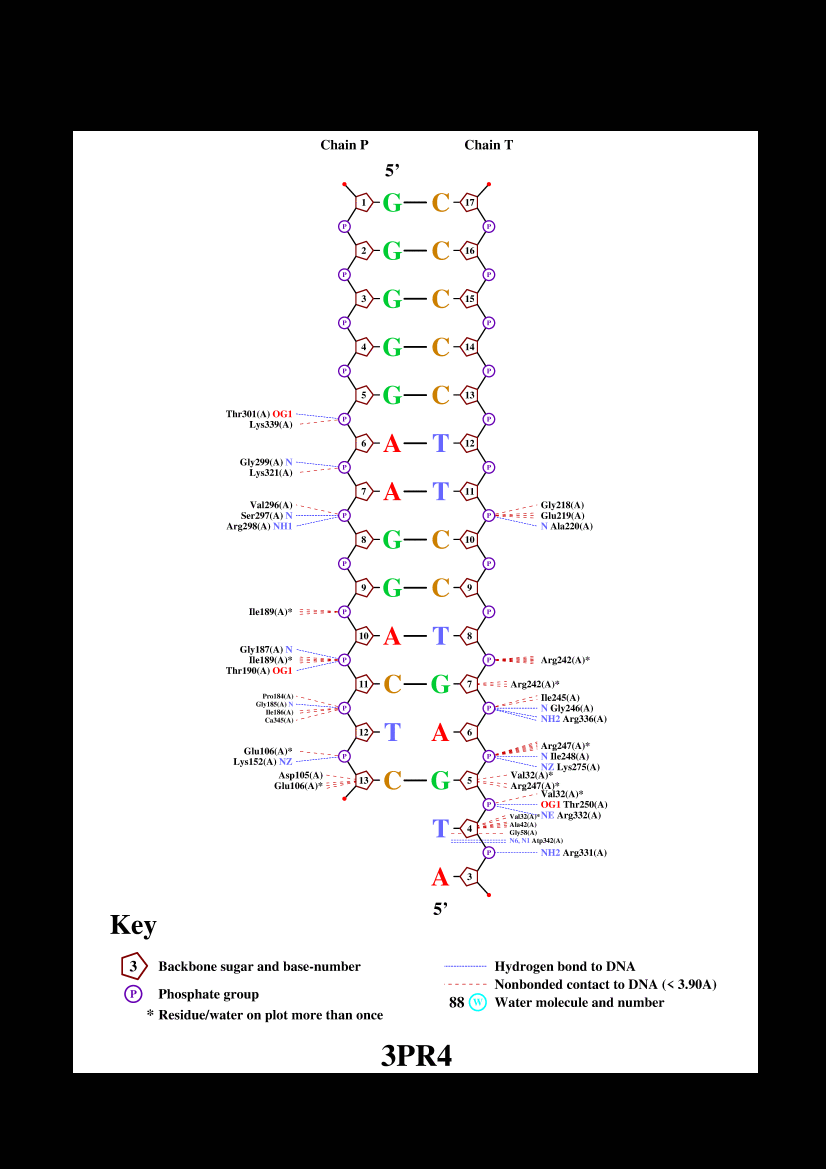 Chain P Chain T
5’
1 G C 17
P P
2 G C 16
P P
3 G C 15
P P
4 G C 14
P P
5 G C 13
Thr301(A) OG1 P P
Lys339(A)
6 A T 12
Gly299(A) N P P
Lys321(A)
7 A T 11
Val296(A) Gly218(A)
Ser297(A) N P P Glu219(A)
Arg298(A) NH1 N Ala220(A)
8 G C 10
P P
9 G C 9
Ile189(A)* P P
10 A T 8
Gly187(A) N
Ile189(A)* P P Arg242(A)*
Thr190(A) OG1
11 C G 7 Arg242(A)*
Pro184(A) Ile245(A)
Gly185(A) N P P N Gly246(A)
Ile186(A) NH2 Arg336(A)
Ca345(A)
12 T A 6
Glu106(A)* Arg247(A)*
P P N Ile248(A)
Lys152(A) NZ NZ Lys275(A)
Asp105(A) 13 C G 5 Val32(A)*
Glu106(A)* Arg247(A)*
Val32(A)*
P OG1 Thr250(A)
NE Arg332(A)
Val32(A)*
T 4 Ala42(A)
Gly58(A)
N6, N1 Atp342(A)
P NH2 Arg331(A)
A 3
5’
Key
3 Backbone sugar and base-number
P Phosphate group
* Residue/water on plot more than once
Hydrogen bond to DNA
Nonbonded contact to DNA (< 3.90A)
88 W Water molecule and number
3PR4